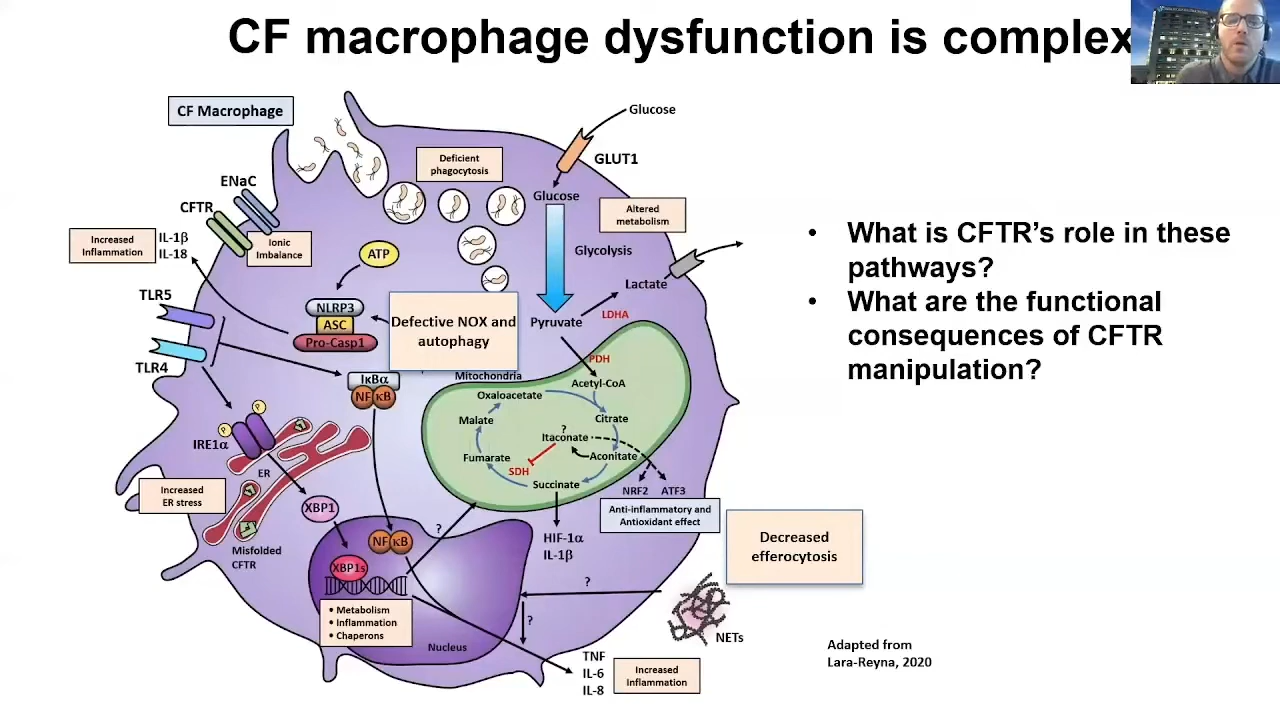 CF macrophage dysfunction is complex
CF Macrophage
Glucose
GLUT1
Deficient
phagocytosis
ENaC
CFTR
Glucose
Altered
metabolism
Increased
Inflammation
IL-1β
IL-18
Ionic
Imbalance
ATP
Glycolysis
Lactate
TLR5
NLRP3
ASC
Pro-Casp1
Defective NOX and
autophagy
Pyruvate
LDHA
TLR4
PDH
IκBα
NF κB
Mitochondria
Acetyl-CoA
Oxaloacetate
Citrate
Malate
?
Itaconate
Aconitate
Fumarate
SDH
Succinate
P
P
IRE1α
ER
NRF2
ATF3
Increased
ER stress
XBP1
Anti-inflammatory and
Antioxidant effect
Misfolded
CFTR
NF κB
?
HIF-1α
IL-1β
Decreased
efferocytosis
XBP1s
?
• Metabolism
• Inflammation
• Chaperons
Nucleus
?
NETs
TNF
IL-6
IL-8
Increased
Inflammation
• What is CFTR’s role in these
pathways?
• What are the functional
consequences of CFTR
manipulation?
Adapted from
Lara-Reyna, 2020